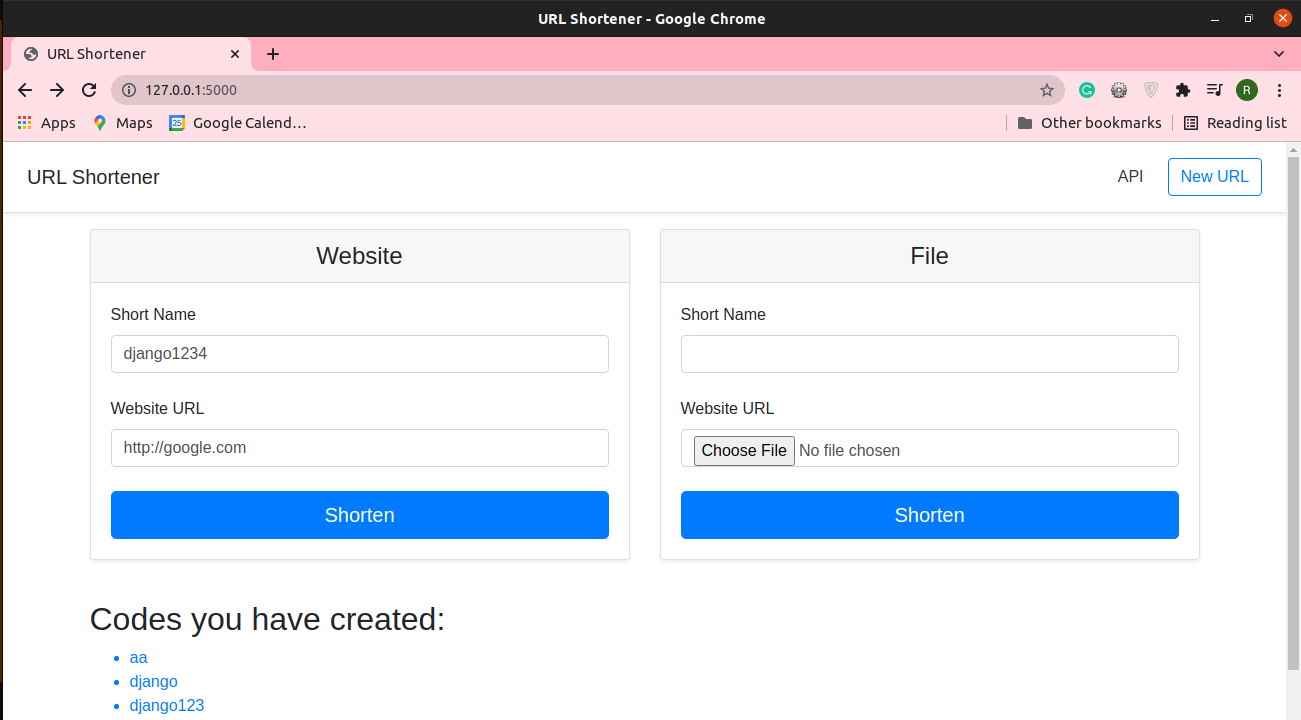 URL Shortener - Google Chrome
URL Shortener
127.0.0.1:5000
R
Apps Maps 25 Google Calend… Other bookmarks Reading list
URL Shortener API New URL
Website
Short Name
django1234
Website URL
http://google.com
Shorten
File
Short Name
Website URL
Choose File No file chosen
Shorten
Codes you have created:
aa
django
django123